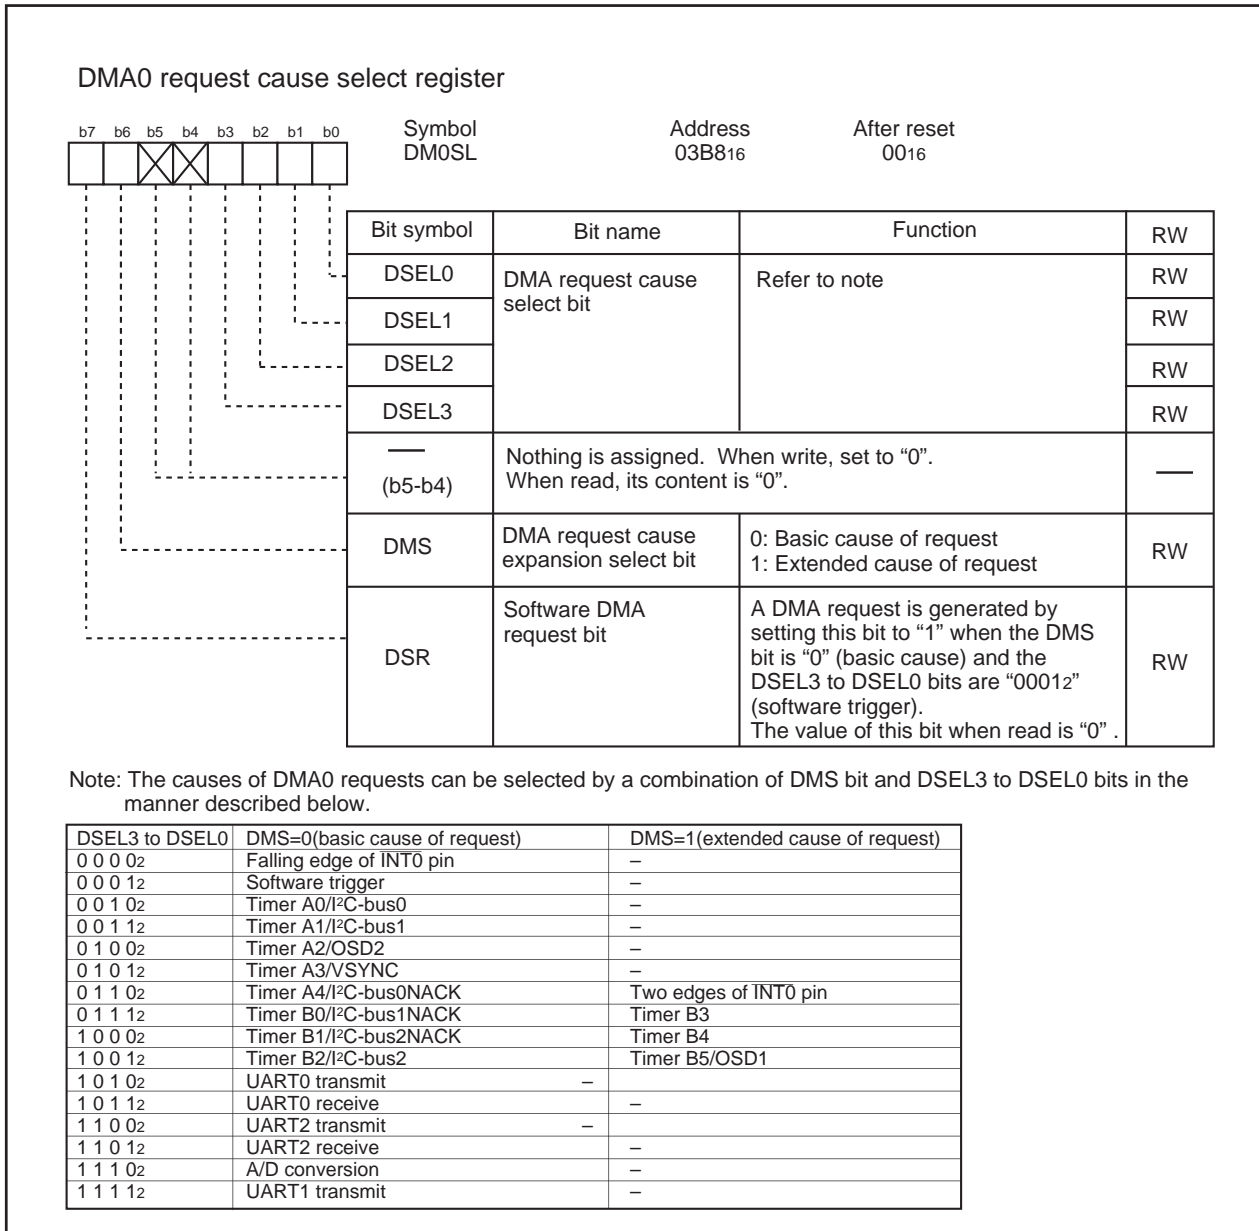 DMA0 request cause select register
b7 b6 b5 b4 b3 b2 b1 b0
Symbol Address After reset
DM0SL 03B816 0016
Bit symbol Bit name Function RW
DSEL0 DMA request cause select bit Refer to note RW
DSEL1 RW
DSEL2 RW
DSEL3 RW
— (b5-b4) Nothing is assigned. When write, set to “0”. —
When read, its content is “0”.
DMS DMA request cause expansion select bit 0: Basic cause of request RW
1: Extended cause of request
DSR Software DMA request bit A DMA request is generated by RW
setting this bit to “1” when the DMS
bit is “0” (basic cause) and the
DSEL3 to DSEL0 bits are “00012”
(software trigger).
The value of this bit when read is “0” .
Note: The causes of DMA0 requests can be selected by a combination of DMS bit and DSEL3 to DSEL0 bits in the
manner described below.
DSEL3 to DSEL0 DMS=0(basic cause of request) DMS=1(extended cause of request)
0 0 0 02 Falling edge of INT0 pin –
0 0 0 12 Software trigger –
0 0 1 02 Timer A0/I2C-bus0 –
0 0 1 12 Timer A1/I2C-bus1 –
0 1 0 02 Timer A2/OSD2 –
0 1 0 12 Timer A3/VSYNC –
0 1 1 02 Timer A4/I2C-bus0NACK Two edges of INT0 pin
0 1 1 12 Timer B0/I2C-bus1NACK Timer B3
1 0 0 02 Timer B1/I2C-bus2NACK Timer B4
1 0 0 12 Timer B2/I2C-bus2 Timer B5/OSD1
1 0 1 02 UART0 transmit –
1 0 1 12 UART0 receive –
1 1 0 02 UART2 transmit –
1 1 0 12 UART2 receive –
1 1 1 02 A/D conversion –
1 1 1 12 UART1 transmit –